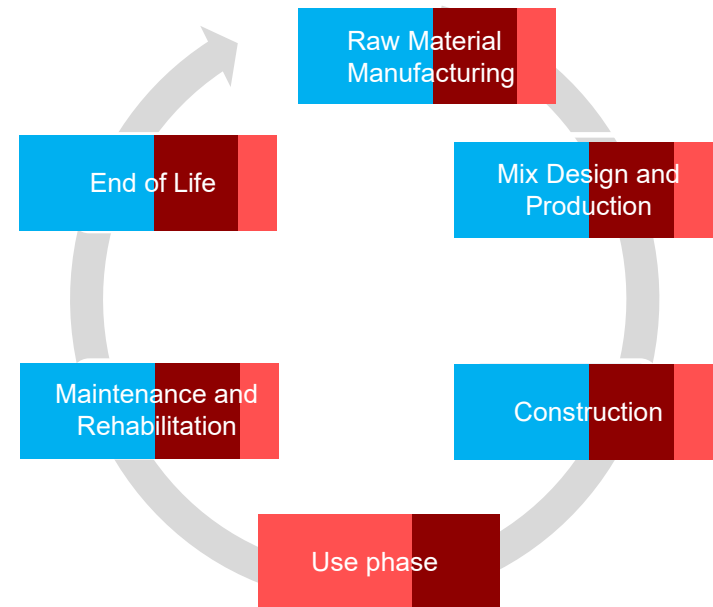 Raw Material
Manufacturing
Mix Design and
Production
Construction
Use phase
Maintenance and
Rehabilitation
End of Life